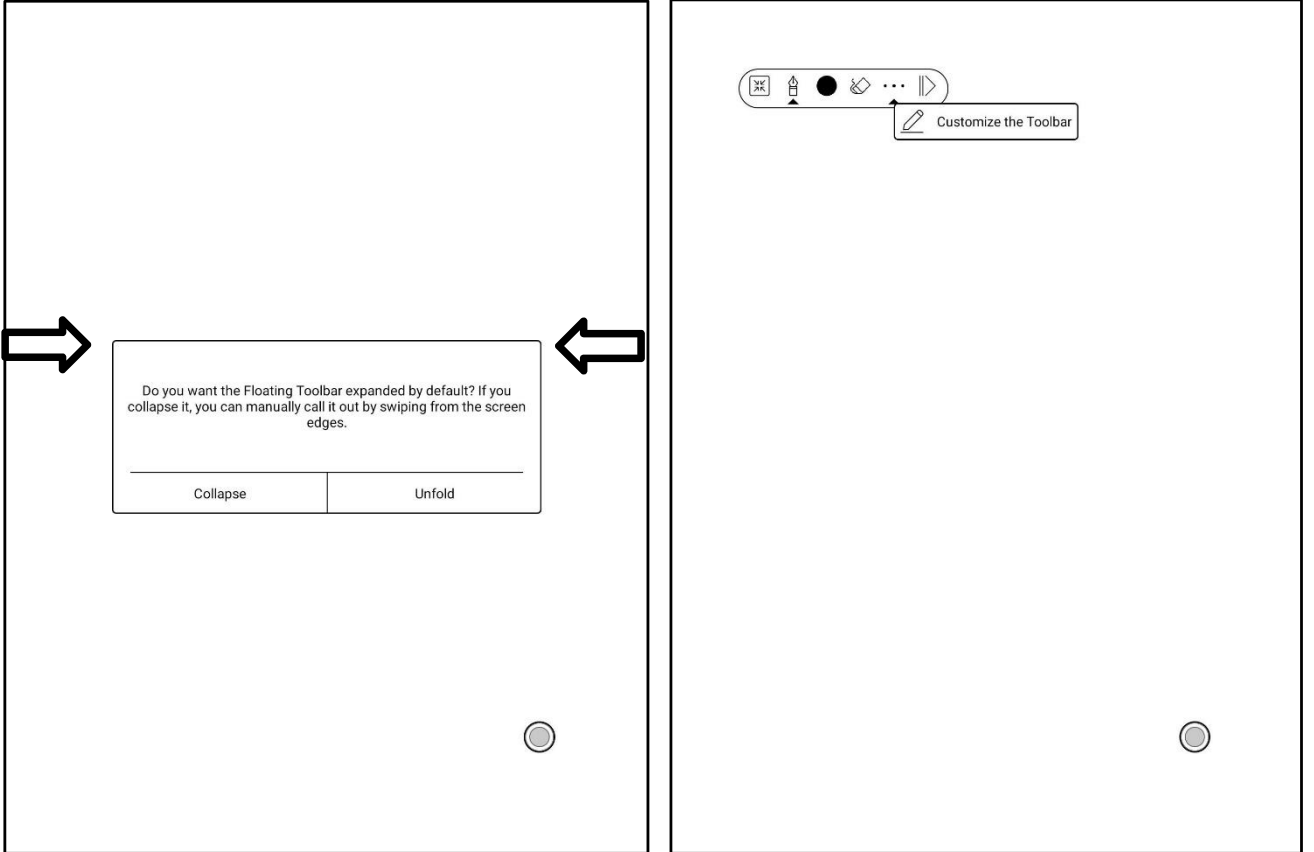 Do you want the Floating Toolbar expanded by default? If you
collapse it, you can manually call it out by swiping from the screen
edges.
Collapse
Unfold
Customize the Toolbar